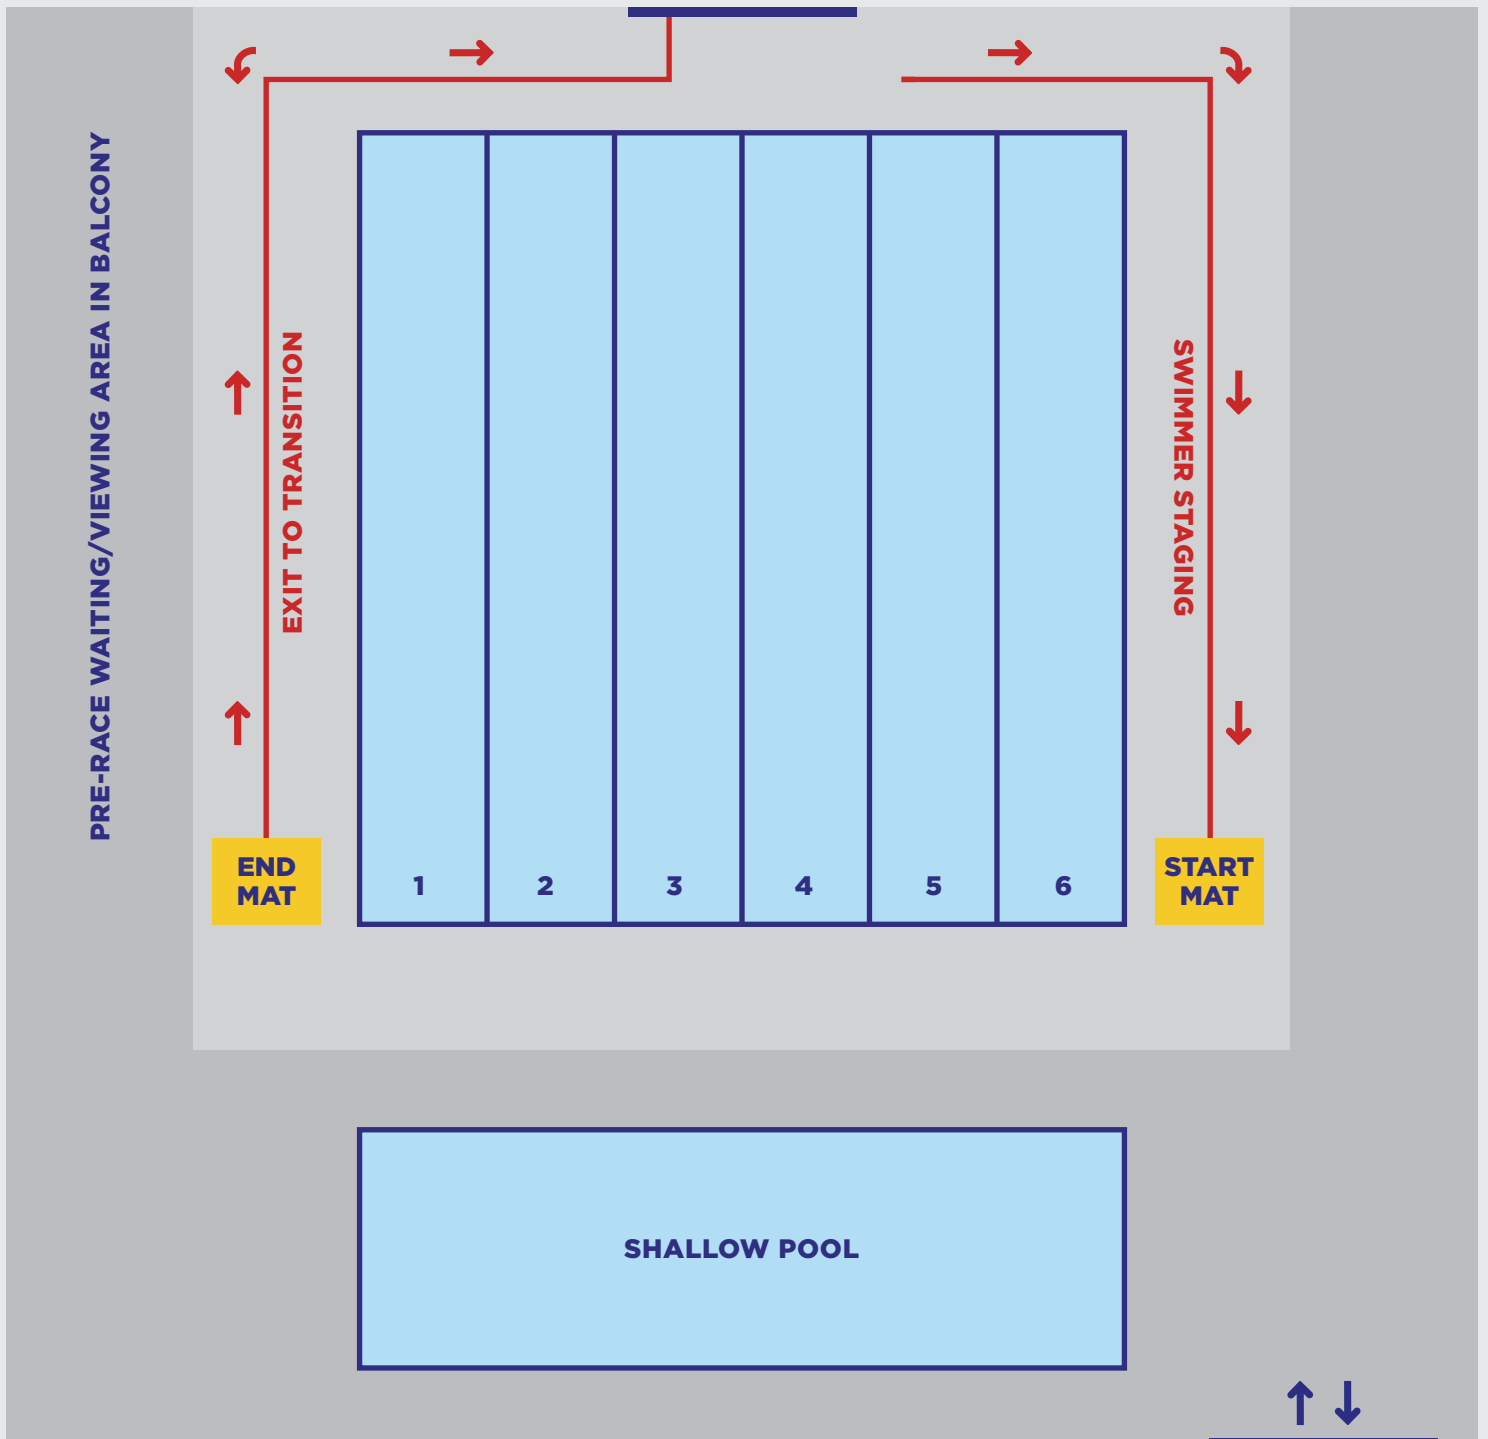 PRE-RACE WAITING/VIEWING AREA IN BALCONY
EXIT TO TRANSITION
SWIMMER STAGING
END
MAT
1
2
3
4
5
6
START
MAT
SHALLOW POOL